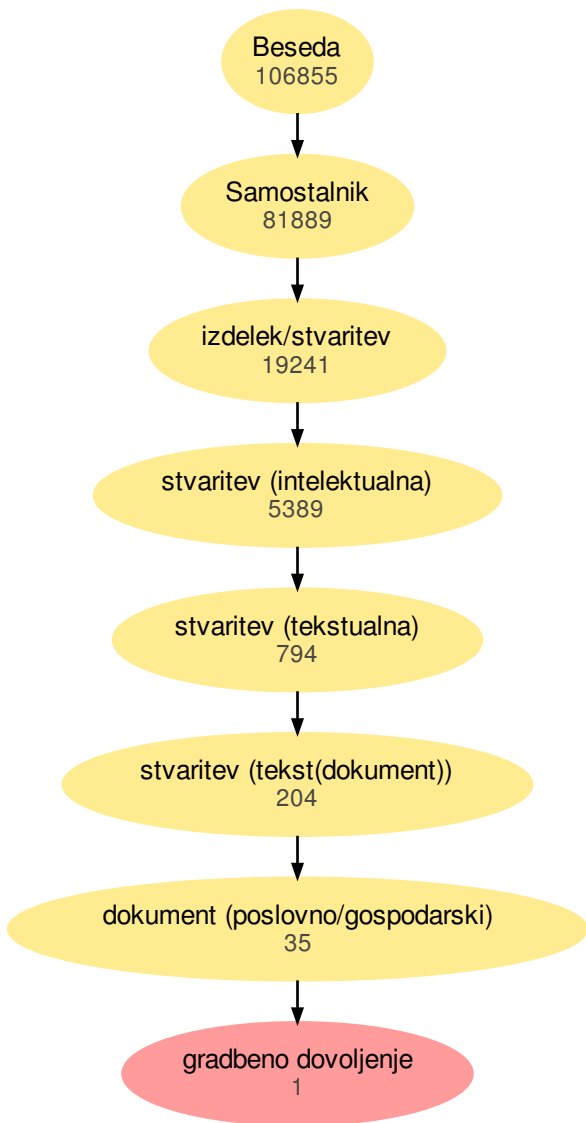 Beseda
106855
Samostalnik
81889
izdelek/stvaritev
19241
stvaritev (intelektualna)
5389
stvaritev (tekstualna)
794
stvaritev (tekst(dokument))
204
dokument (poslovno/gospodarski)
35
gradbeno dovoljenje
1